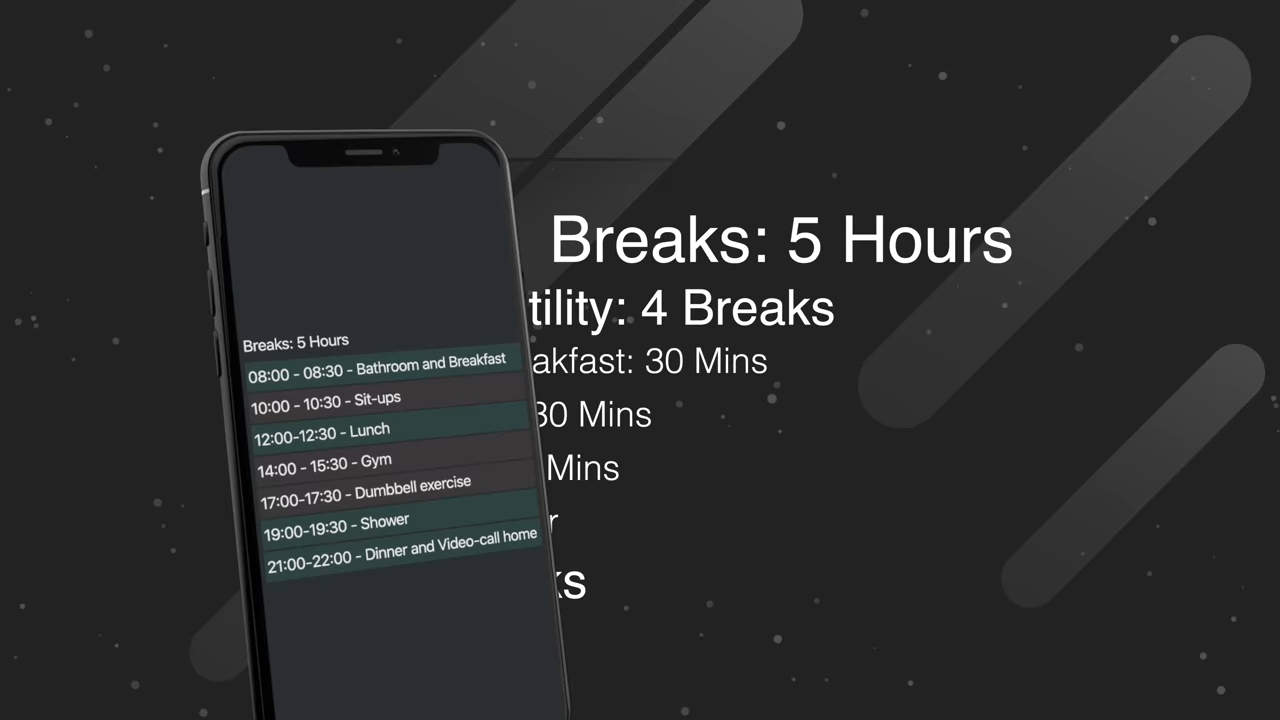 Breaks: 5 Hours
08:00 - 08:30 - Bathroom and Breakfast
10:00 - 10:30 - Sit-ups
12:00-12:30 - Lunch
14:00 - 15:30 - Gym
17:00-17:30 - Dumbbell exercise
19:00-19:30 - Shower
21:00-22:00 - Dinner and Video-call home
Breaks: 5 Hours
tility: 4 Breaks
akfast: 30 Mins
30 Mins
Mins
r
ks